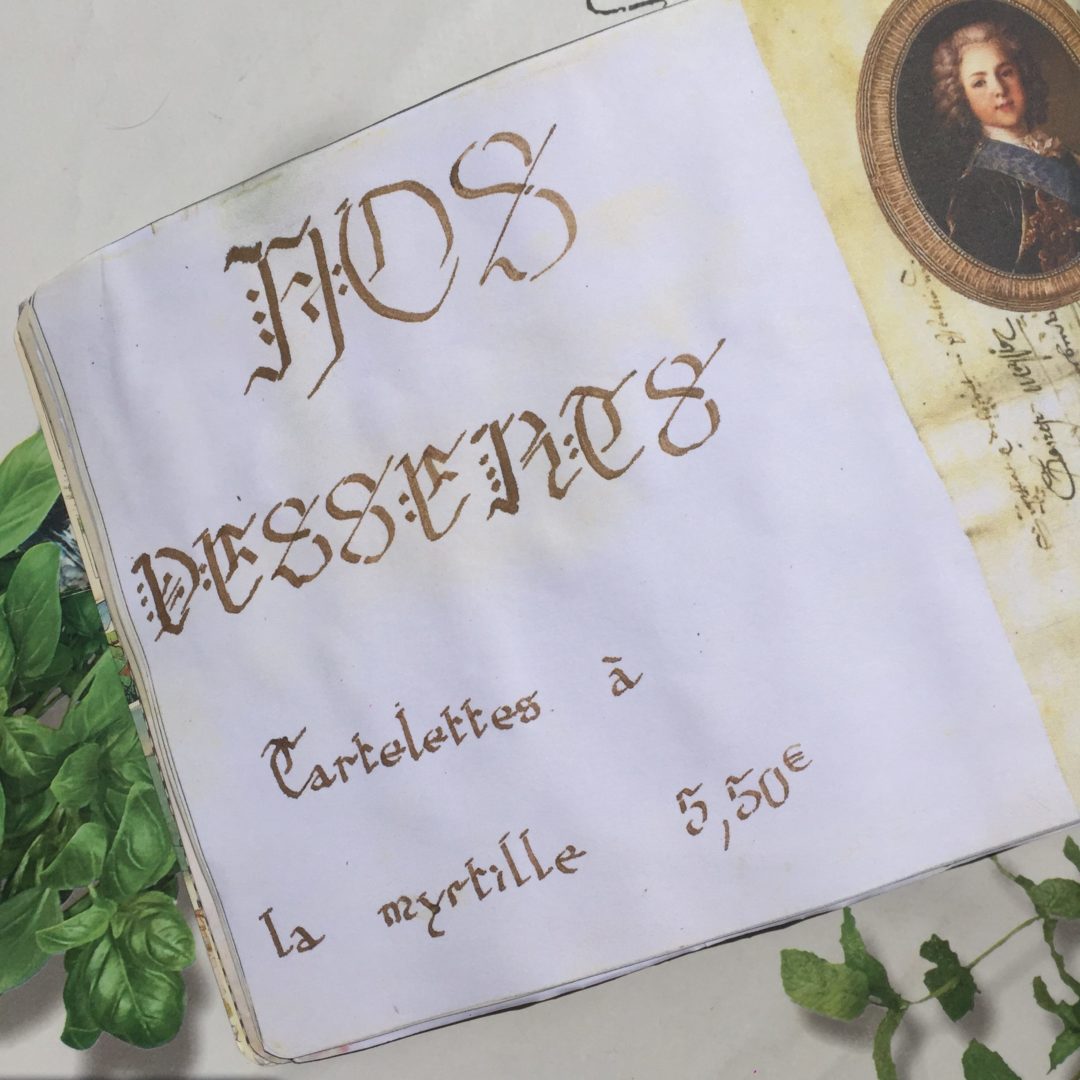 NOS
DESSERTS
Tartelettes à
la myrtille 5,50€